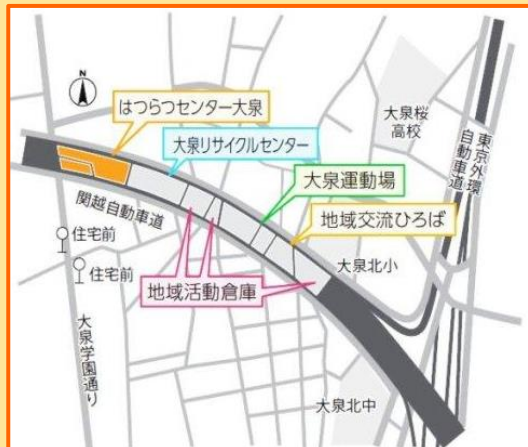 N
はつらつセンター大泉
大泉リサイクルセンター
大泉桜
高校
東京外環
自動車道
大泉運動場
関越自動車道
地域交流ひろば
住宅前
住宅前
地域活動倉庫
大泉北小
大泉学園通り
大泉北中